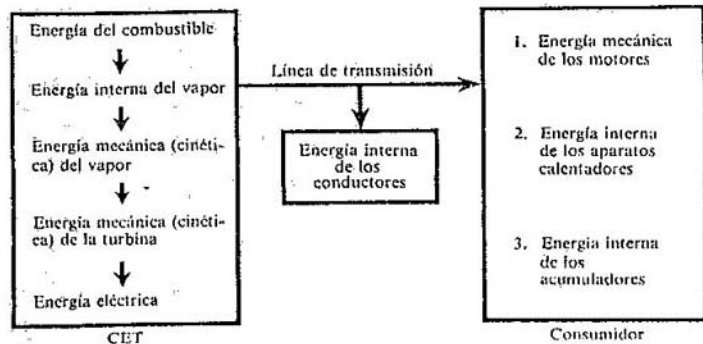 Energía del combustible
Energía interna del vapor
Energía mecánica (cinéti-
ca) del vapor
Energía mecánica (cinéti-
ca) de la turbina
Energía eléctrica
CET
Línea de transmisión
Energía interna
de los
conductores
1. Energía mecánica
de los motores
2. Energía interna
de los aparatos
calentadores
3. Energia interna
de los
acumuladores
Consumidor